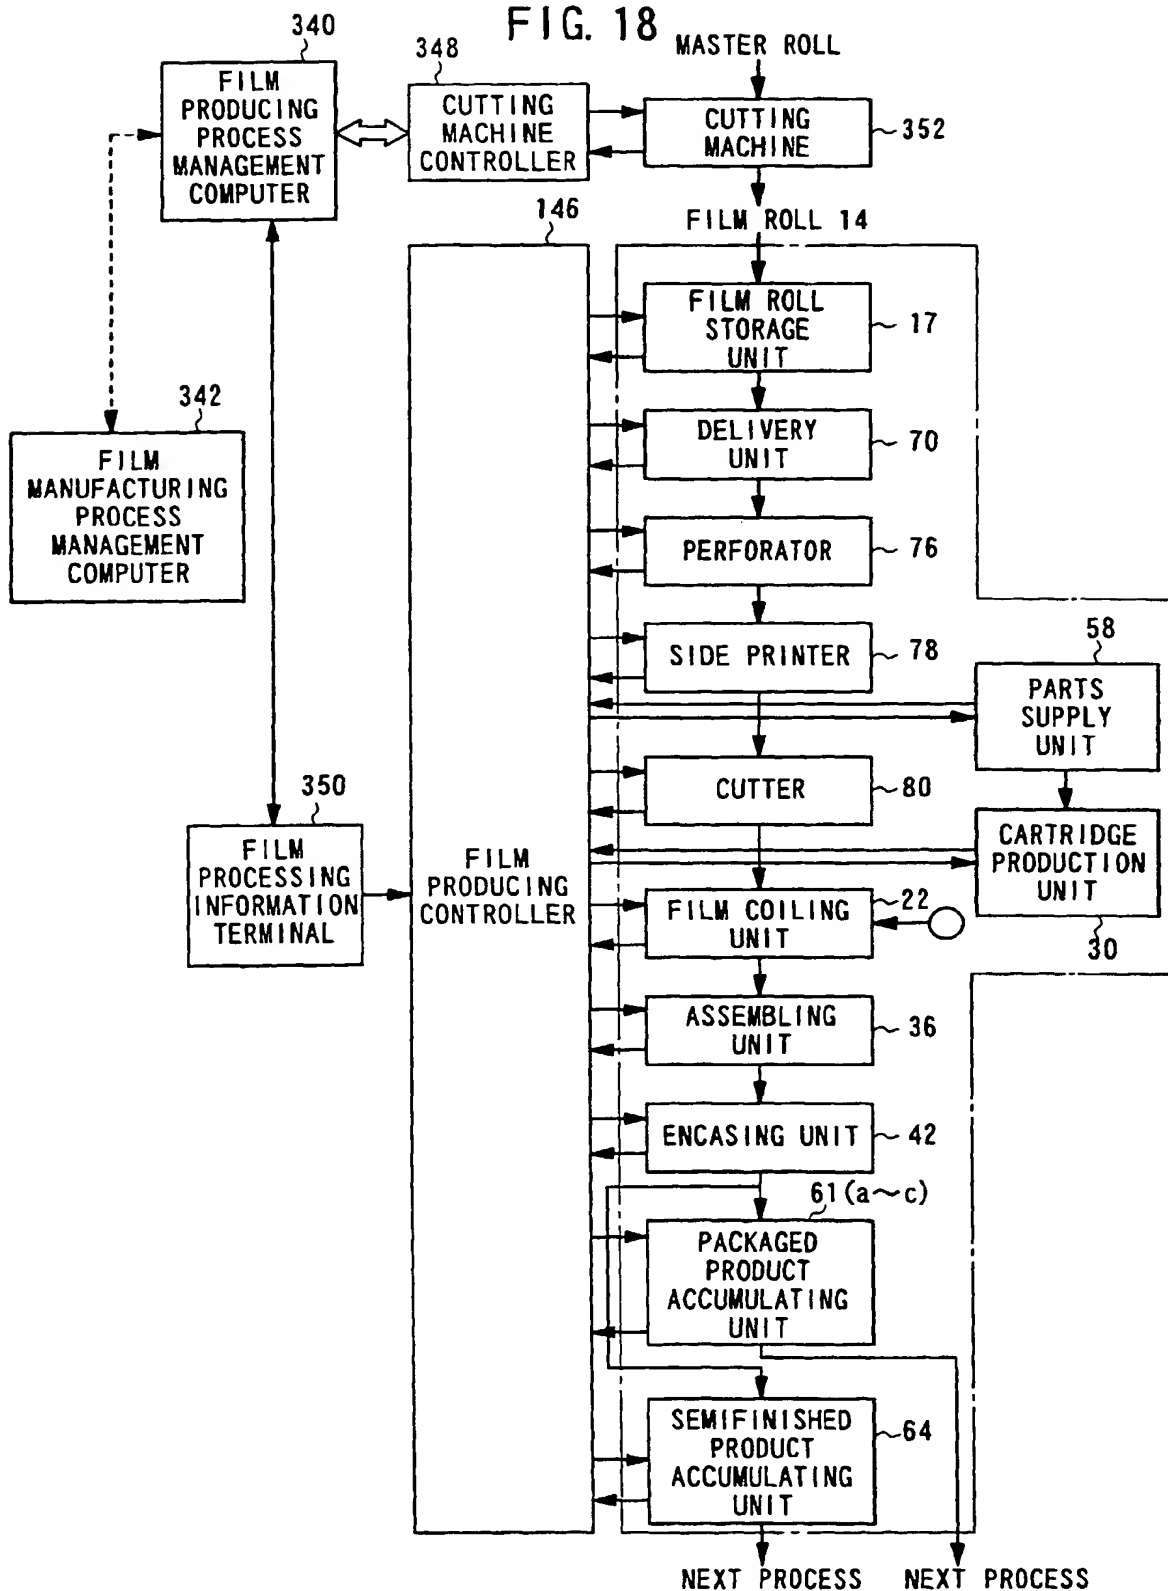 FIG. 18
340
FILM
PRODUCING
PROCESS
MANAGEMENT
COMPUTER
348
CUTTING
MACHINE
CONTROLLER
MASTER ROLL
CUTTING
MACHINE
352
FILM ROLL 14
146
FILM
PRODUCING
CONTROLLER
FILM ROLL
STORAGE
UNIT
17
342
FILM
MANUFACTURING
PROCESS
MANAGEMENT
COMPUTER
DELIVERY
UNIT
70
PERFORATOR
76
SIDE PRINTER
78
58
PARTS
SUPPLY
UNIT
CUTTER
80
350
FILM
PROCESSING
INFORMATION
TERMINAL
CARTRIDGE
PRODUCTION
UNIT
30
FILM COILING
UNIT
22
ASSEMBLING
UNIT
36
ENCASING UNIT
42
61(a~c)
PACKAGED
PRODUCT
ACCUMULATING
UNIT
SEMIFINISHED
PRODUCT
ACCUMULATING
UNIT
64
NEXT PROCESS
NEXT PROCESS